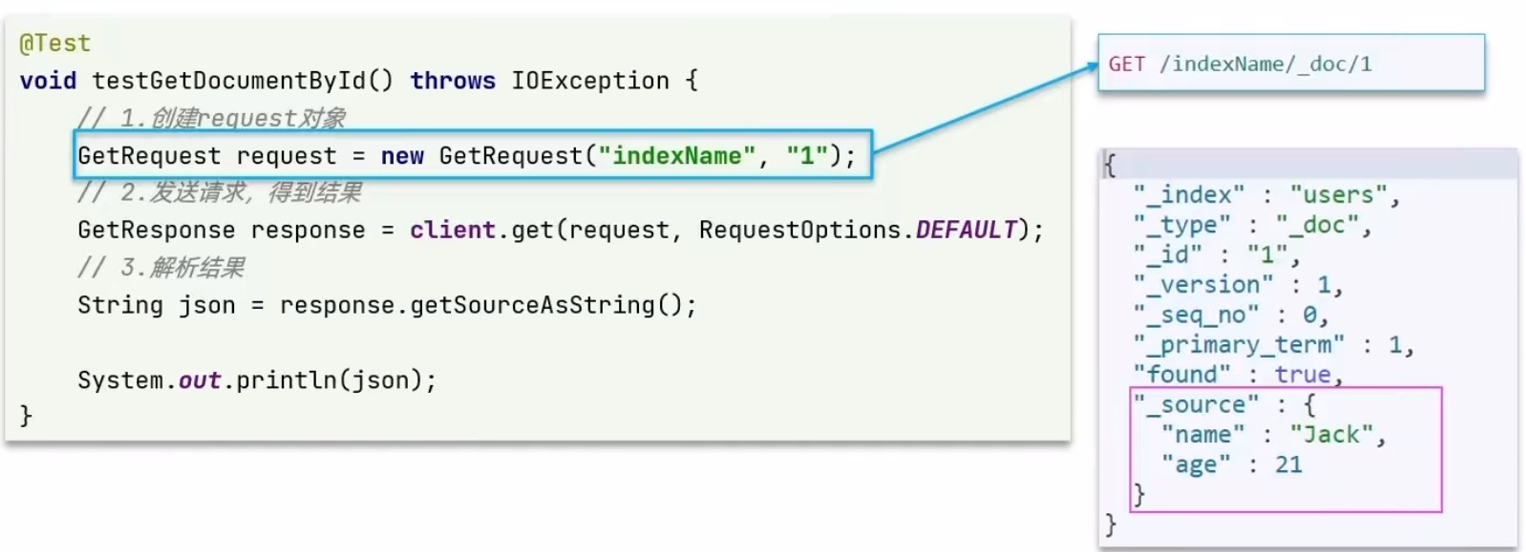 @Test
void testGetDocumentById() throws IOException {
// 1.创建request对象
GetRequest request = new GetRequest("indexName", "1");
// 2.发送请求，得到结果
GetResponse response = client.get(request, RequestOptions.DEFAULT);
// 3.解析结果
String json = response.getSourceAsString();
System.out.println(json);
}
GET /indexName/_doc/1
{
"_index" : "users",
"_type" : "_doc",
"_id" : "1",
"_version" : 1,
"_seq_no" : 0,
"_primary_term" : 1,
"found" : true,
"_source" : {
"name" : "Jack",
"age" : 21
}
}